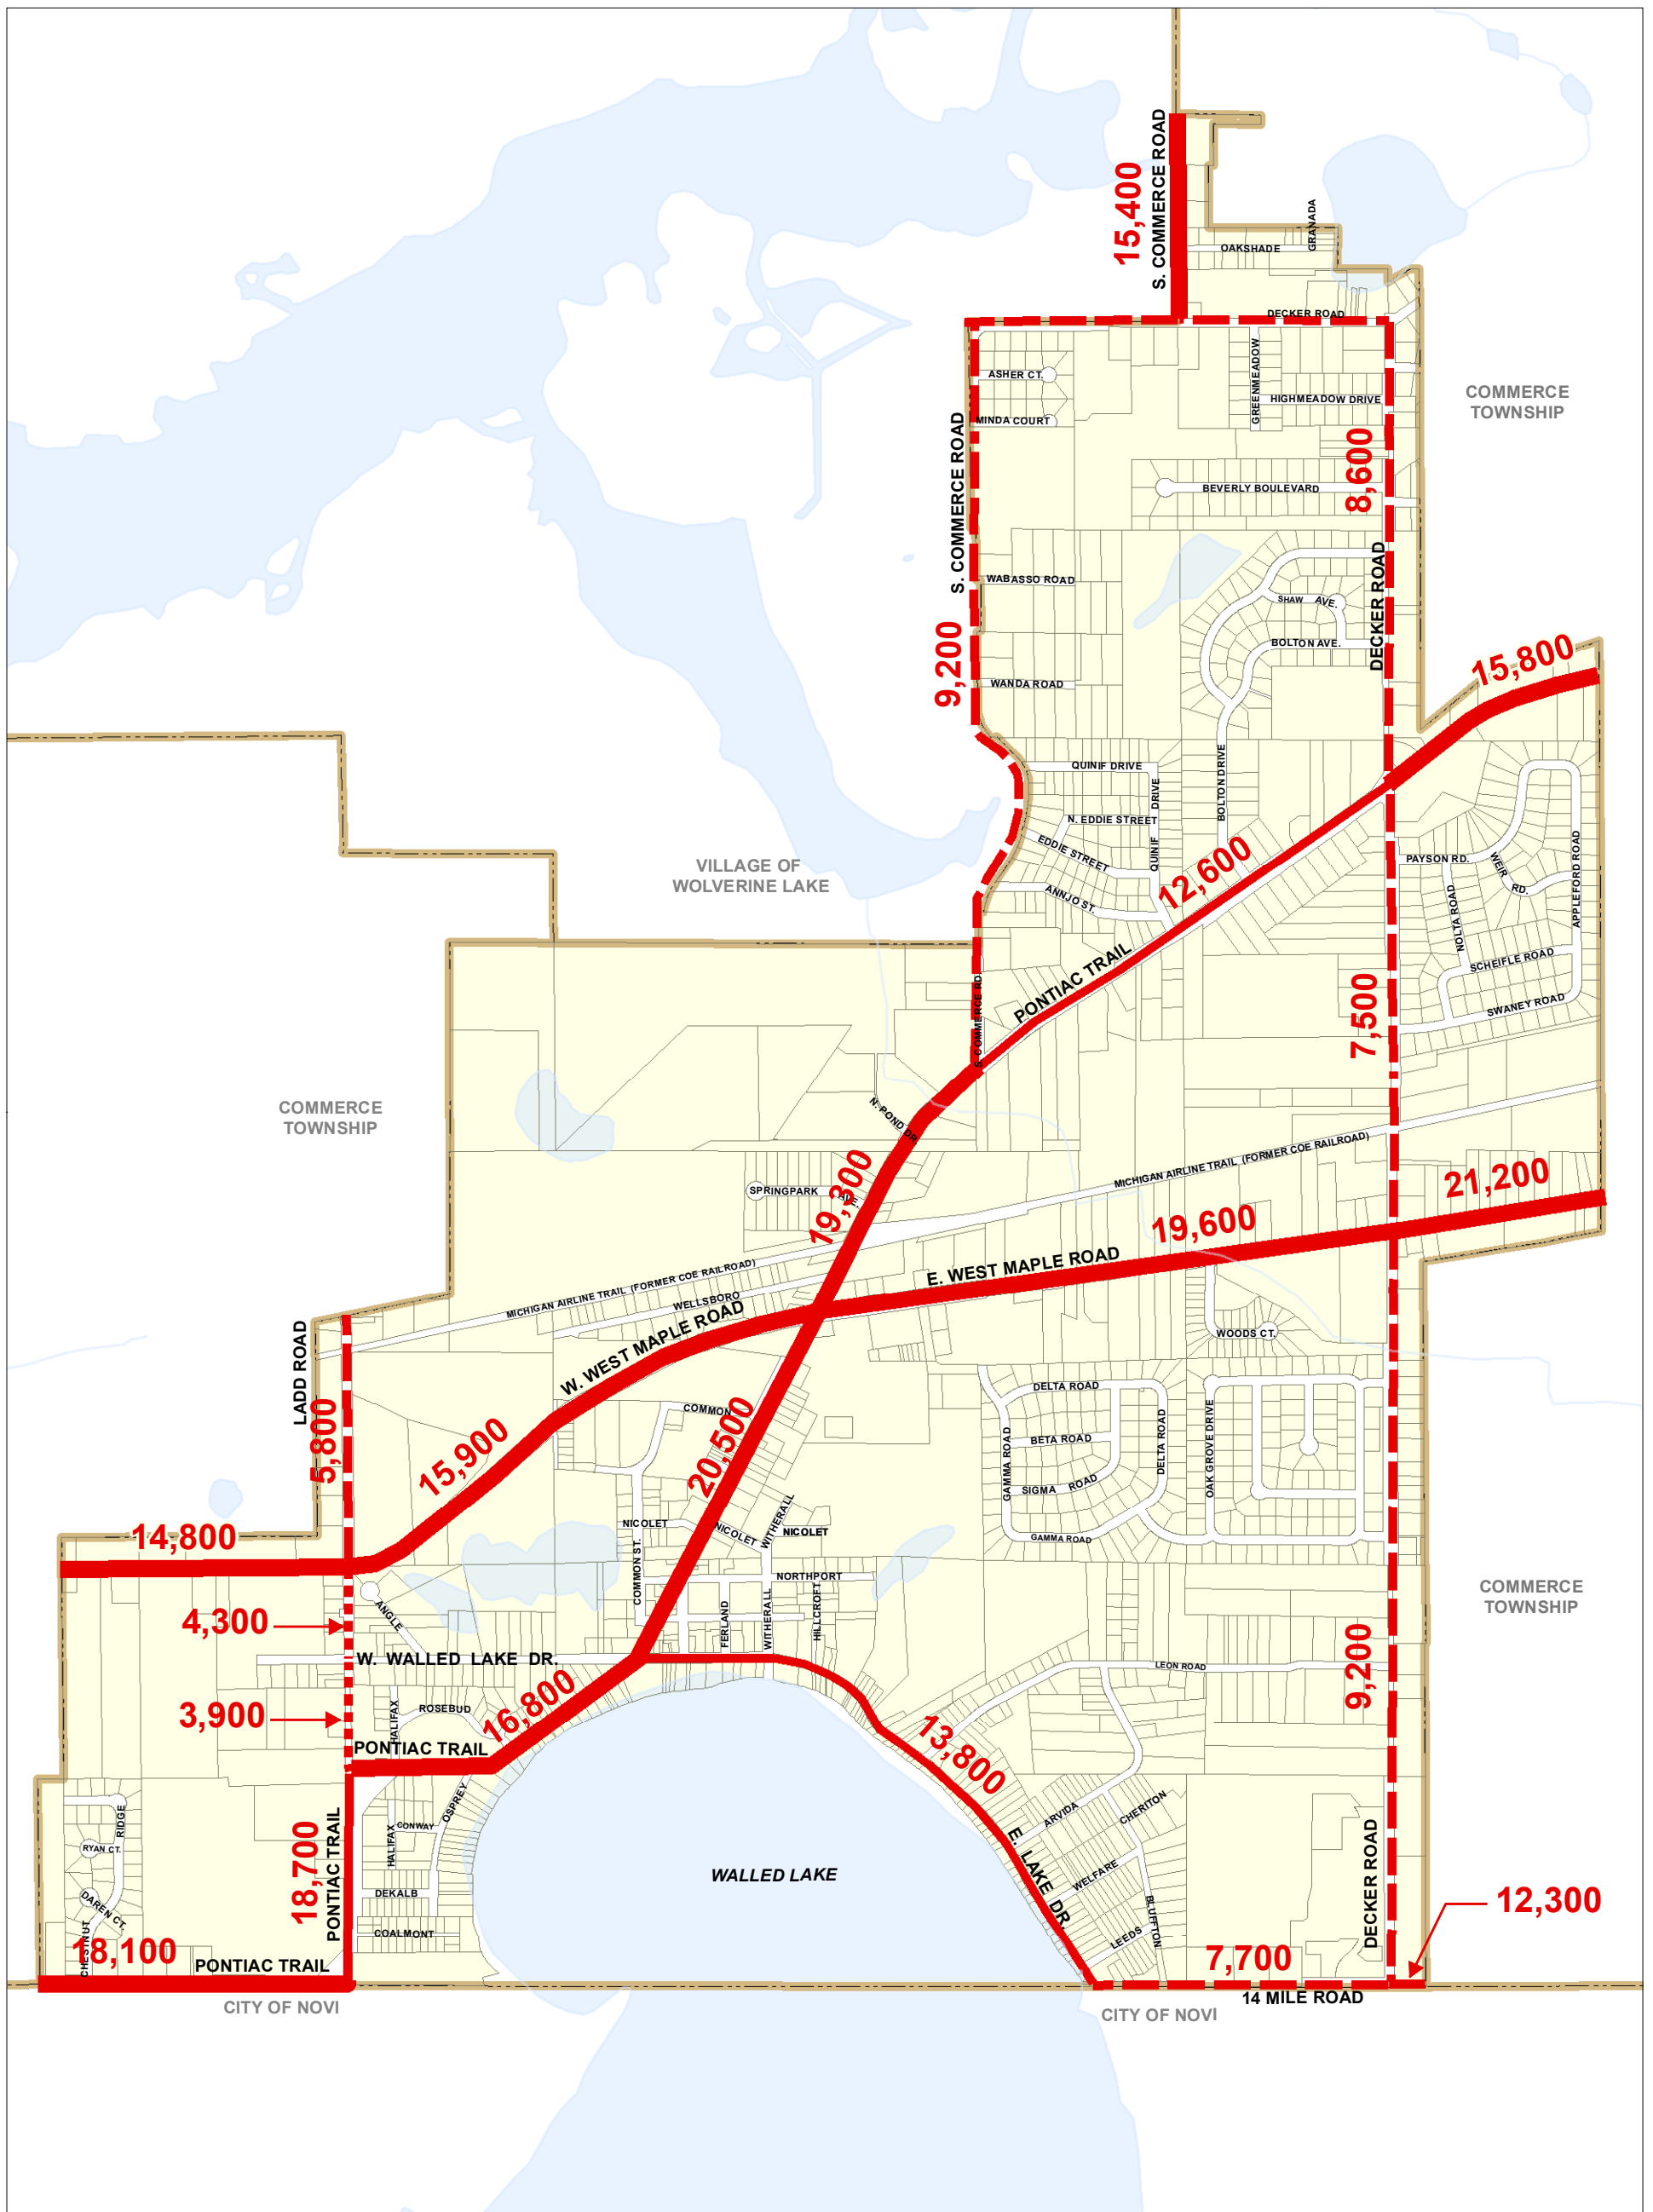 S. COMMERCE ROAD
15,400
GRANADA
OAKSHADE
DECKER ROAD
ASHER CT.
GREENMEADOW
HIGHMEADOW DRIVE
COMMERCE
TOWNSHIP
MINDA COURT
S. COMMERCE ROAD
8,600
BEVERLY BOULEVARD
WABASSO ROAD
SHAW AVE.
DECKER ROAD
BOLTON AVE.
9,200
15,800
WANDA ROAD
QUINIF DRIVE
BOLTON DRIVE
QUINIF DRIVE
N. EDDIE STREET
EDDIE STREET
VILLAGE OF
WOLVERINE LAKE
12,600
PAYSON RD.
WEIR RD.
APPLEFORD ROAD
ANNJO ST.
NOLTA ROAD
PONTIAC TRAIL
SCHEIFLE ROAD
SWANEY ROAD
7,500
S. COMMERCE RD.
COMMERCE
TOWNSHIP
N. POND DR.
MICHIGAN AIRLINE TRAIL (FORMER COE RAILROAD)
SPRINGPARK AVE.
19,300
21,200
19,600
E. WEST MAPLE ROAD
MICHIGAN AIRLINE TRAIL (FORMER COE RAILROAD)
WELLSBORO
W. WEST MAPLE ROAD
WOODS CT.
LADD ROAD
5,800
DELTA ROAD
COMMON
15,900
20,500
GAMMA ROAD
BETA ROAD
DELTA ROAD
OAK GROVE DRIVE
SIGMA ROAD
14,800
NICOLET
NICOLET
WITHERALL
NICOLET
GAMMA ROAD
COMMON ST.
NORTHPORT
COMMERCE
TOWNSHIP
4,300
ANGLE
FERLAND
WITHERALL
HILLCROFT
W. WALLED LAKE DR.
LEON ROAD
9,200
3,900
HALIFAX
ROSEBUD
16,800
PONTIAC TRAIL
13,800
OSPREY
ARVIDA
CHERITON
RIDGE
PONTIAC TRAIL
18,700
HALIFAX
CONWAY
RYAN CT.
WALLED LAKE
E. LAKE DR.
WELFARE
DECKER ROAD
DEKALB
BLUFFTON
12,300
DAREN CT.
COALMONT
LEEDS
CHESTNUT
18,100
PONTIAC TRAIL
7,700
14 MILE ROAD
CITY OF NOVI
CITY OF NOVI